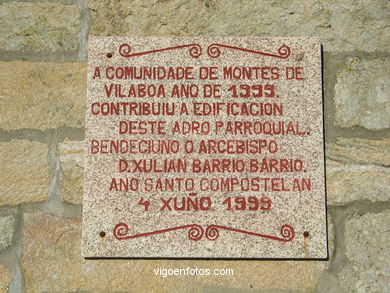 A COMUNIDADE DE MONTES DE
VILABOA ANO DE 1999.
CONTRIBUIU A EDIFICACION
DESTE ADRO PARROQUIAL.
BENDECIUNO O ARCEBISPO
D.XULIAN BARRIO BARRIO
ANO SANTO COMPOSTELAN
4 XUÑO 1999
www.vigoenfotos.com